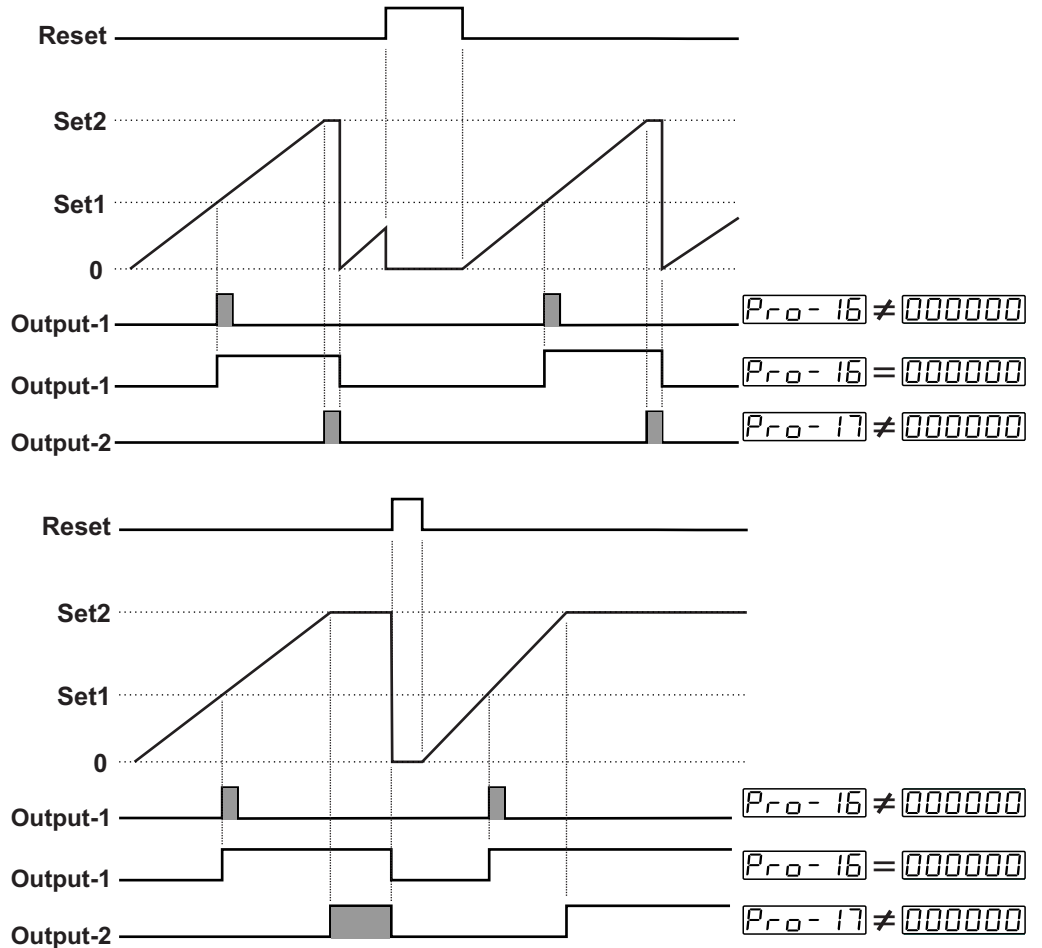 Reset
Set2
Set1
0
Output-1 Pro-16 ≠ 000000
Output-1 Pro-16 = 000000
Output-2 Pro-17 ≠ 000000
Reset
Set2
Set1
0
Output-1 Pro-16 ≠ 000000
Output-1 Pro-16 = 000000
Output-2 Pro-17 ≠ 000000